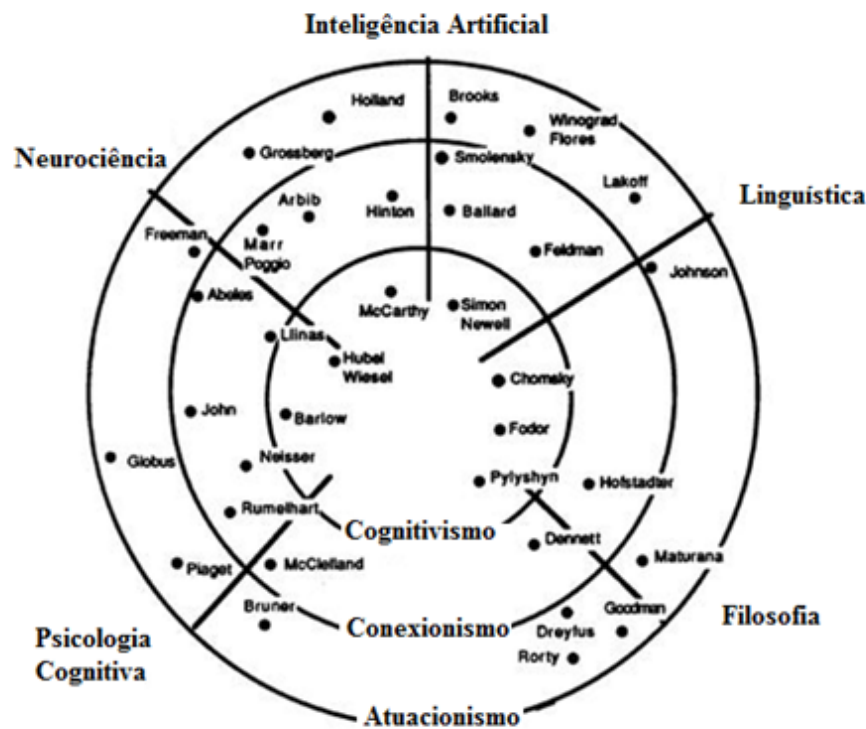 Inteligência Artificial
Holland
Brooks
Winograd
Flores
Grossberg
Smolensky
Neurociência
Lakoff
Linguística
Arbib
Hinton
Ballard
Freeman
Marr
Poggio
Feldman
Johnson
Abeles
McCarthy
Simon
Newell
Llinas
Hubel
Wiesel
Chomsky
John
Barlow
Fodor
Globus
Neisser
Pylyshyn
Hofstadter
Rumelhart
Cognitivismo
Dennett
Piaget
McClelland
Maturana
Bruner
Goodman
Filosofia
Psicologia
Cognitiva
Conexionismo
Dreyfus
Rorty
Atuacionismo